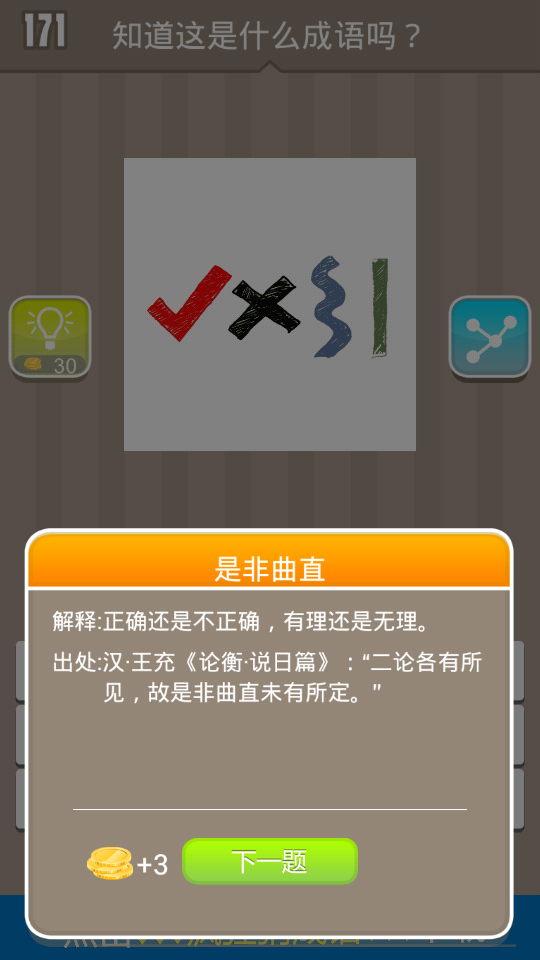 171
知道这是什么成语吗？
30
是非曲直
解释:正确还是不正确，有理还是无理。
出处:汉·王充《论衡·说日篇》：“二论各有所
见，故是非曲直未有所定。”
+3
下一题